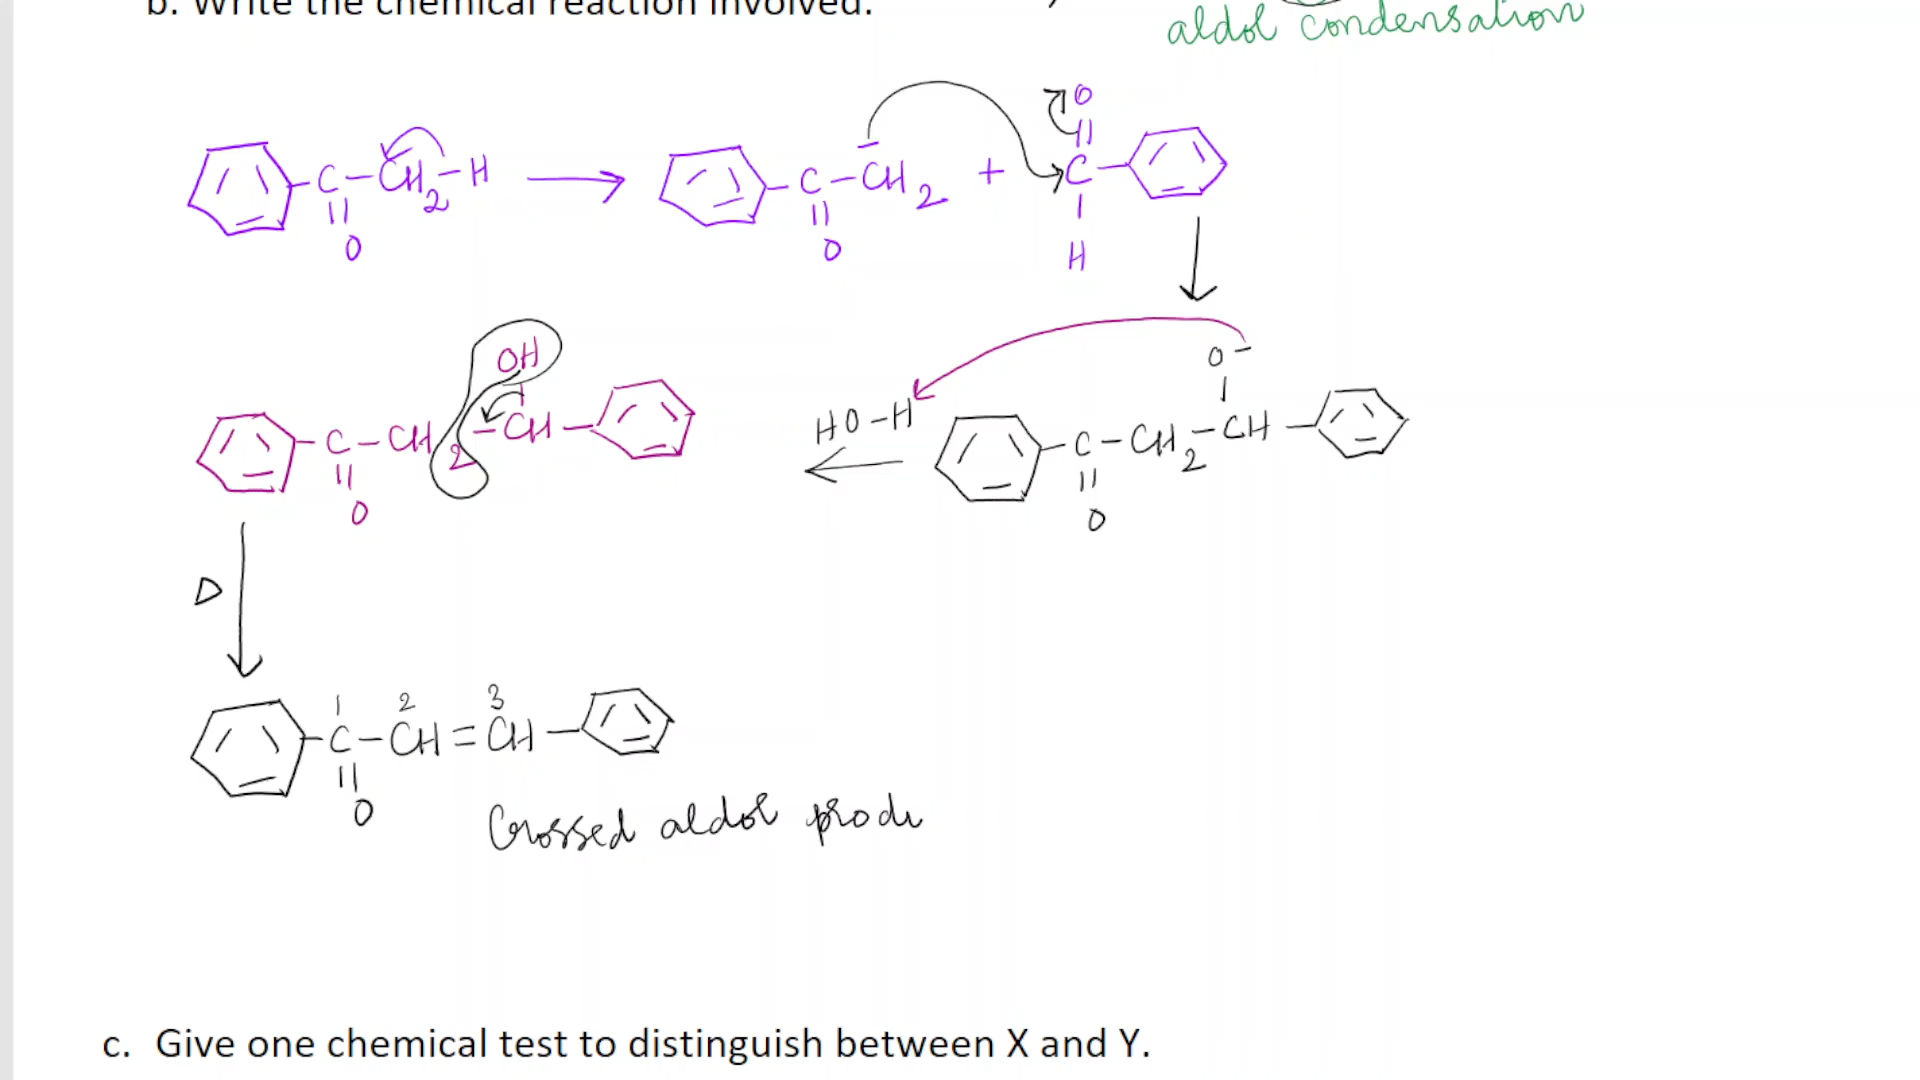 b. Write the chemical reaction involved.
aldol condensation
C-CH2-H → C-CH2 + C
|| || ||
O O O
H
OH
C-CH2-CH
||
O
HO-H
O-
C-CH2-CH
||
O
Δ
1 2 3
C-CH=CH
||
O
Crossed aldol produ
c. Give one chemical test to distinguish between X and Y.